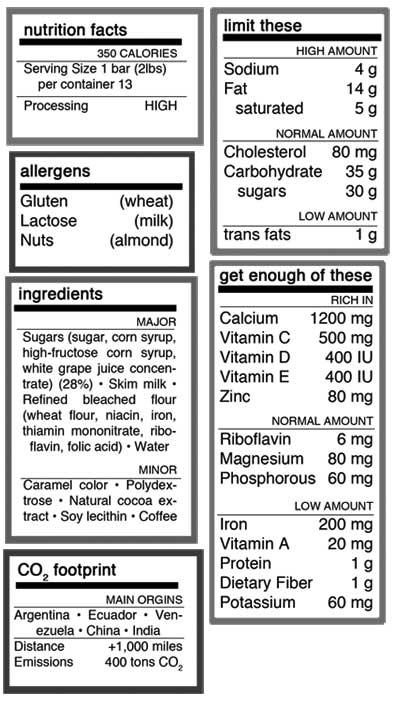 nutrition facts
350 CALORIES
Serving Size 1 bar (2lbs)
per container 13
Processing HIGH
allergens
Gluten (wheat)
Lactose (milk)
Nuts (almond)
ingredients
MAJOR
Sugars (sugar, corn syrup,
high-fructose corn syrup,
white grape juice concen-
trate) (28%) • Skim milk •
Refined bleached flour
(wheat flour, niacin, iron,
thiamin mononitrate, ribo-
flavin, folic acid) • Water
MINOR
Caramel color • Polydex-
trose • Natural cocoa ex-
tract • Soy lecithin • Coffee
CO₂ footprint
MAIN ORGINS
Argentina • Ecuador • Ven-
ezuela • China • India
Distance +1,000 miles
Emissions 400 tons CO₂
limit these
HIGH AMOUNT
Sodium 4 g
Fat 14 g
saturated 5 g
NORMAL AMOUNT
Cholesterol 80 mg
Carbohydrate 35 g
sugars 30 g
LOW AMOUNT
trans fats 1 g
get enough of these
RICH IN
Calcium 1200 mg
Vitamin C 500 mg
Vitamin D 400 IU
Vitamin E 400 IU
Zinc 80 mg
NORMAL AMOUNT
Riboflavin 6 mg
Magnesium 80 mg
Phosphorous 60 mg
LOW AMOUNT
Iron 200 mg
Vitamin A 20 mg
Protein 1 g
Dietary Fiber 1 g
Potassium 60 mg